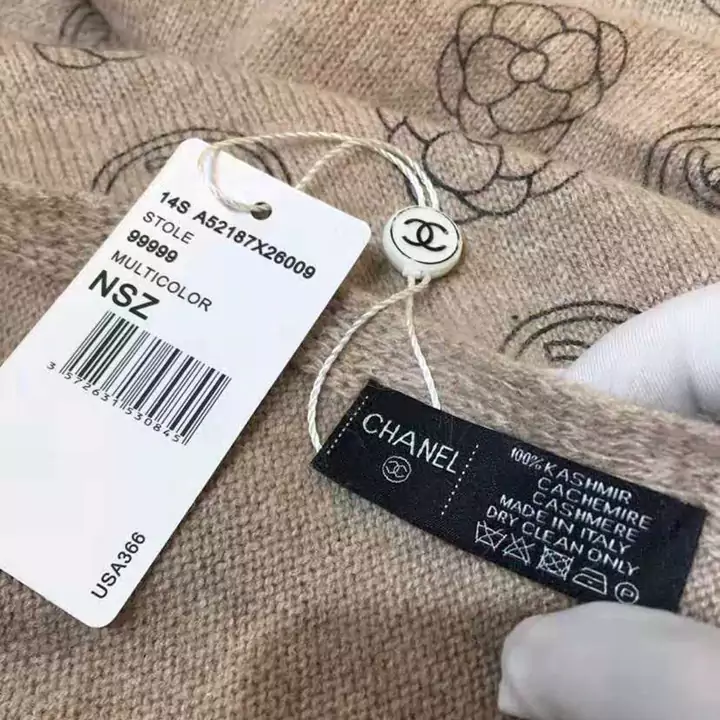 14S A52187X26009
STOLE
99999
MULTICOLOR
NSZ
3 572631 530845
USA366
CHANEL
100% KASHMIR
CACHEMIRE
CASHMERE
MADE IN ITALY
DRY CLEAN ONLY
P